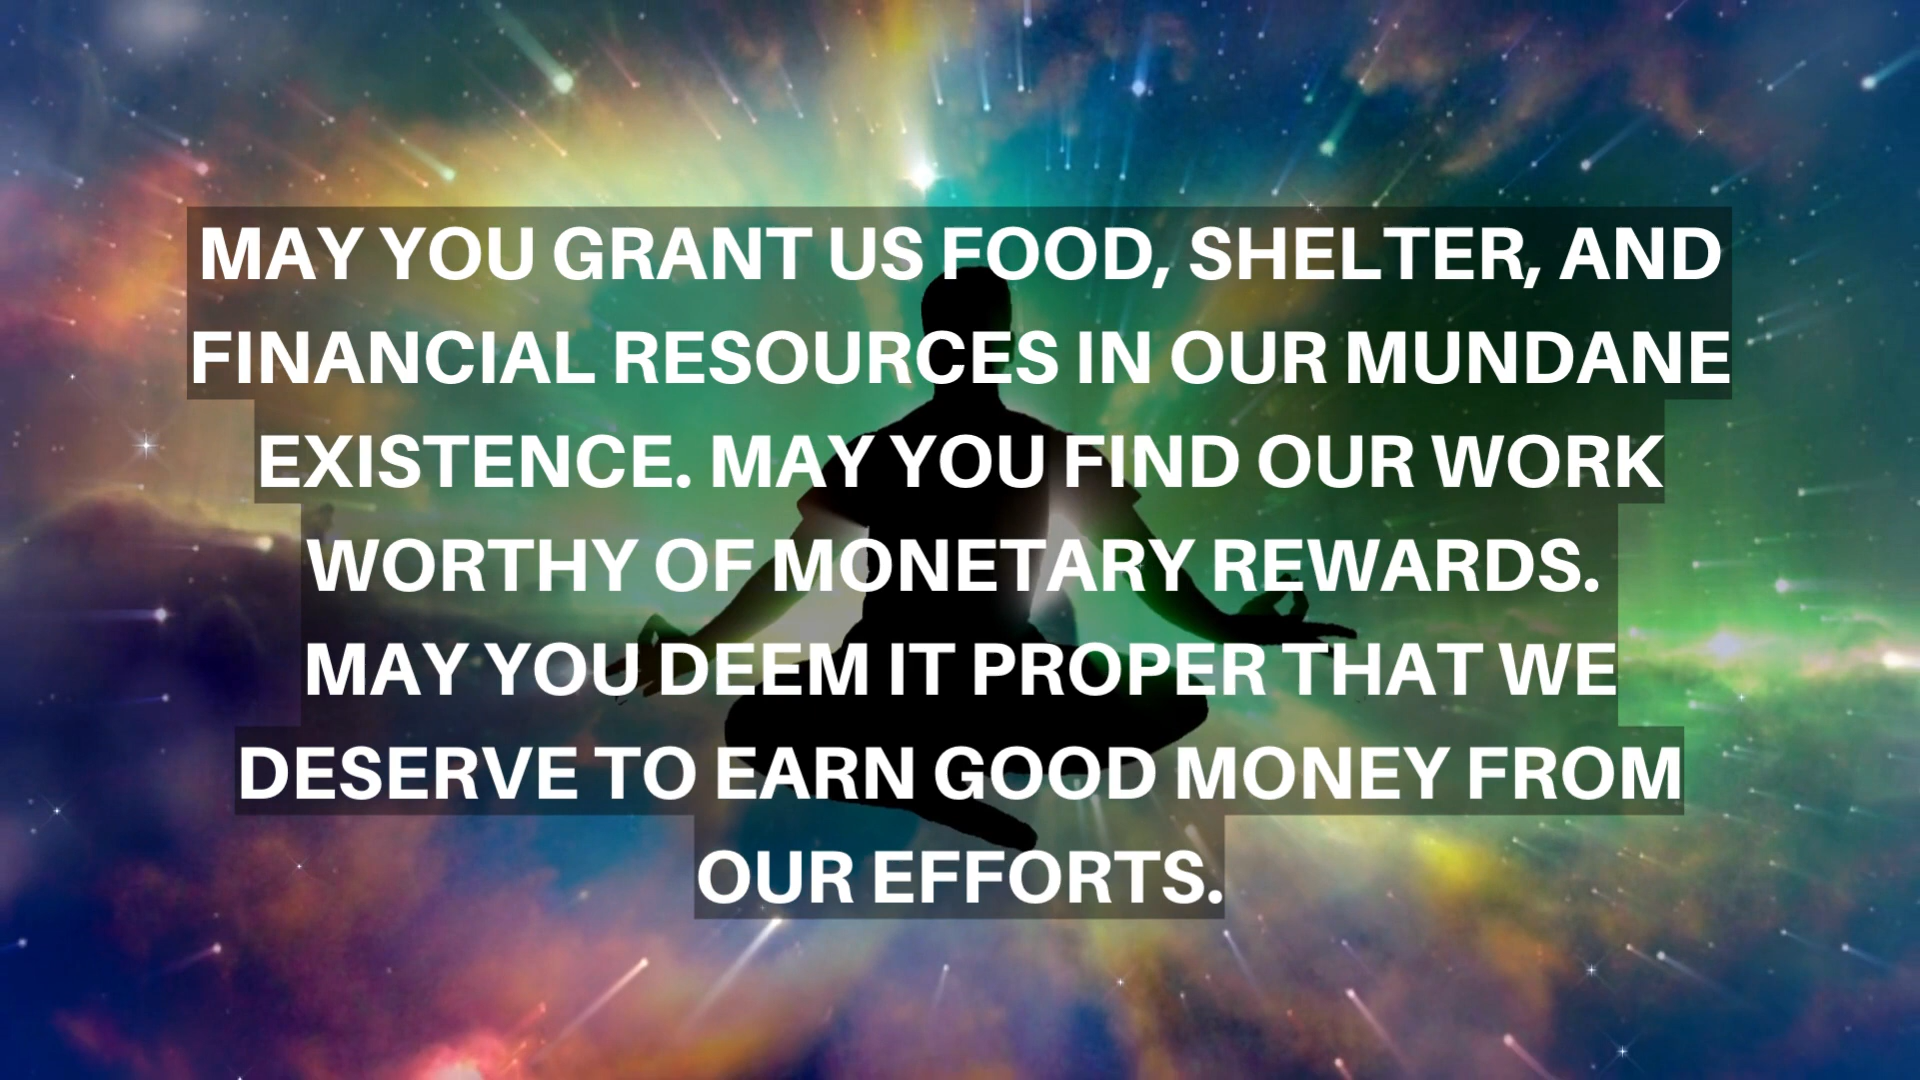 MAY YOU GRANT US FOOD, SHELTER, AND
FINANCIAL RESOURCES IN OUR MUNDANE
EXISTENCE. MAY YOU FIND OUR WORK
WORTHY OF MONETARY REWARDS.
MAY YOU DEEM IT PROPER THAT WE
DESERVE TO EARN GOOD MONEY FROM
OUR EFFORTS.